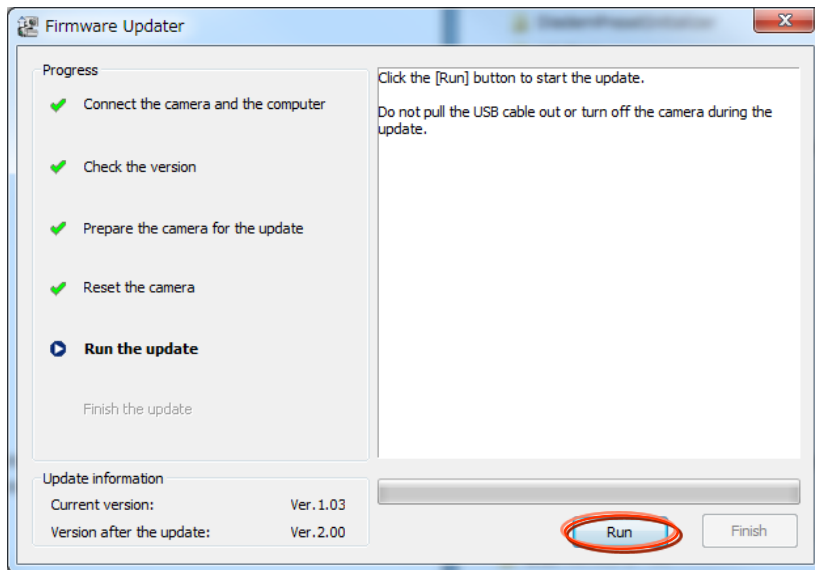 Firmware Updater
Progress
Connect the camera and the computer
Check the version
Prepare the camera for the update
Reset the camera
Run the update
Finish the update
Click the [Run] button to start the update.
Do not pull the USB cable out or turn off the camera during the
update.
Update information
Current version: Ver.1.03
Version after the update: Ver.2.00
Run
Finish